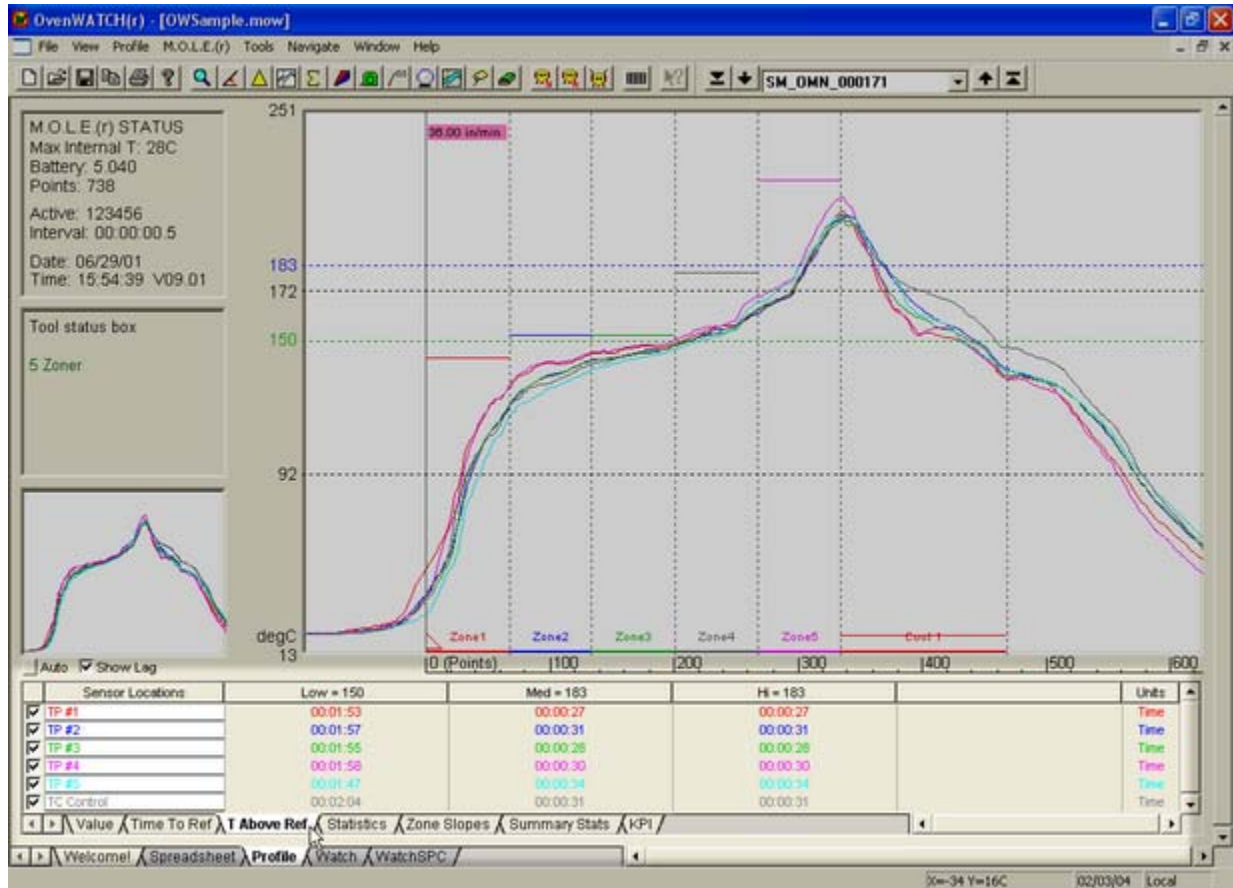 OvenWATCH(r) - [OWSample.mow]
File View Profile M.O.L.E.(r) Tools Navigate Window Help
SM_OMN_000171
M.O.L.E.(r) STATUS
Max Internal T: 28C
Battery: 5.040
Points: 738
Active: 123456
Interval: 00:00:00.5
Date: 06/29/01
Time: 15:54:39 V09.01
Tool status box
5 Zoner
Auto Show Lag
251
36.00 in/min
183
172
150
92
degC
13
Zone1 Zone2 Zone3 Zone4 Zone5 Cust 1
0 (Points) 100 200 300 400 500 600
Sensor Locations Low = 150 Med = 183 Hi = 183 Units
TP #1 00:01:53 00:00:27 00:00:27 Time
TP #2 00:01:57 00:00:31 00:00:31 Time
TP #3 00:01:55 00:00:28 00:00:28 Time
TP #4 00:01:58 00:00:30 00:00:30 Time
TP #5 00:01:47 00:00:34 00:00:34 Time
TC Control 00:02:04 00:00:31 00:00:31 Time
Value Time To Ref T Above Ref Statistics Zone Slopes Summary Stats KPI
Welcome! Spreadsheet Profile Watch WatchSPC
X=-34 Y=16C 02/03/04 Local